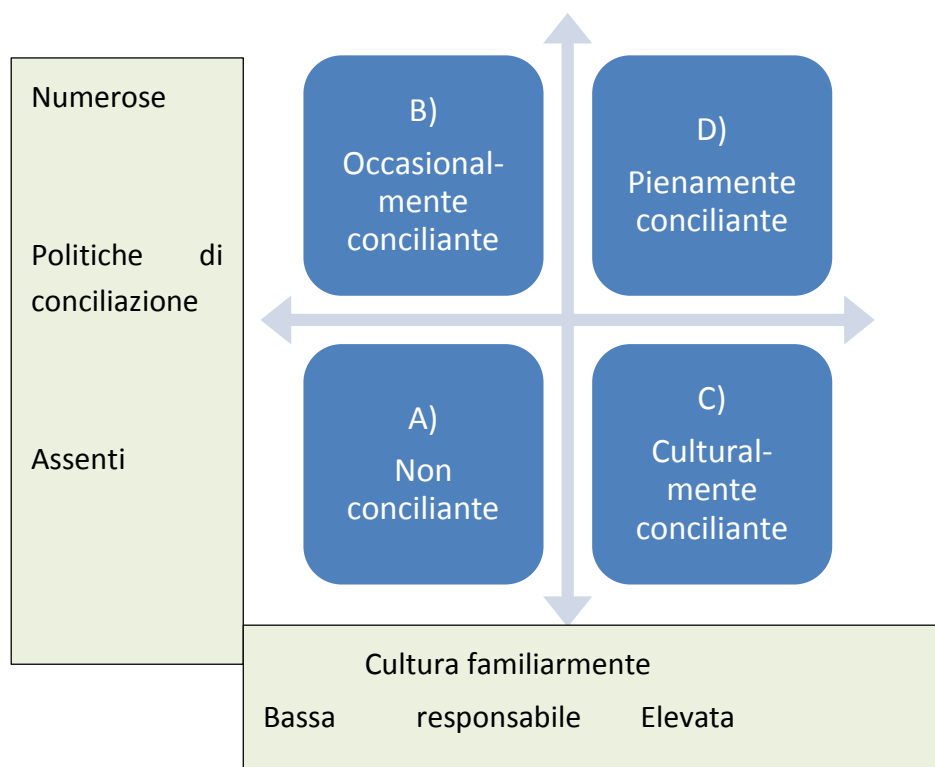 Numerose
Politiche di
conciliazione
Assenti
B)
Occasional-
mente
conciliante
D)
Pienamente
conciliante
A)
Non
conciliante
C)
Cultural-
mente
conciliante
Cultura familiarmente
Bassa responsabile Elevata